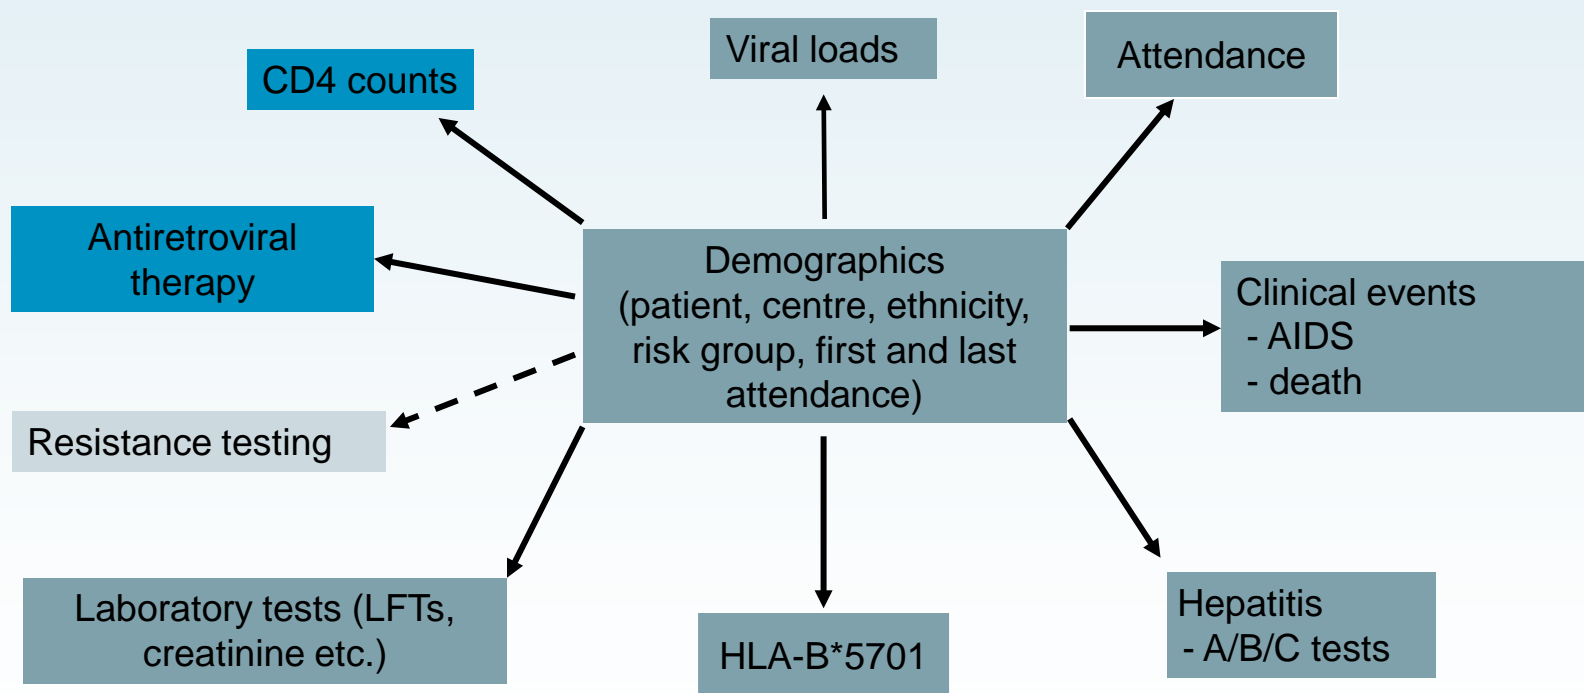 Viral loads
Attendance
CD4 counts
Antiretroviral
therapy
Demographics
(patient, centre, ethnicity,
risk group, first and last
attendance)
Clinical events
- AIDS
- death
Resistance testing
Laboratory tests (LFTs,
creatinine etc.)
HLA-B*5701
Hepatitis
- A/B/C tests